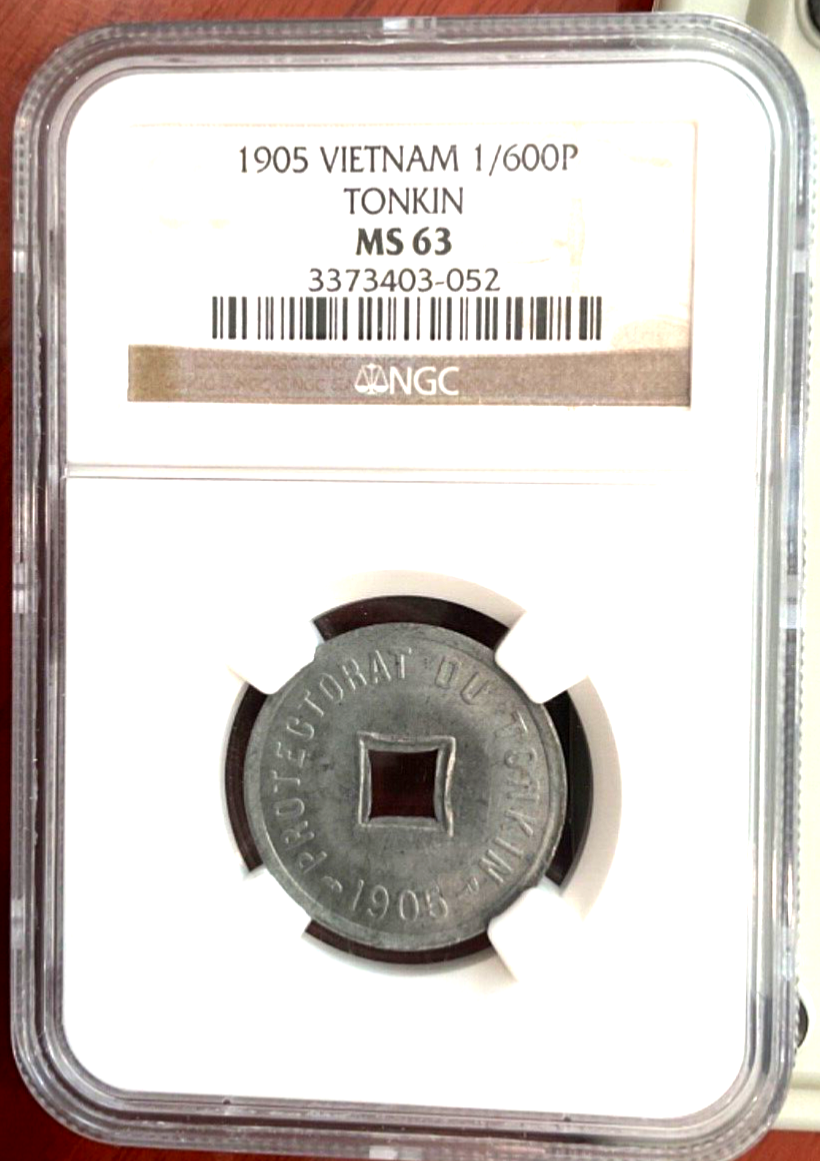 1905 VIETNAM 1/600P
TONKIN
MS 63
3373403-052
NGC
PROTECTORAT DU TONKIN
1905